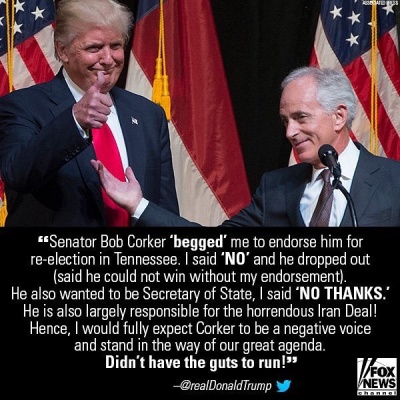 ASSOCIATED PRESS
“Senator Bob Corker ‘begged’ me to endorse him for
re-election in Tennessee. I said ‘NO’ and he dropped out
(said he could not win without my endorsement).
He also wanted to be Secretary of State, I said ‘NO THANKS.’
He is also largely responsible for the horrendous Iran Deal!
Hence, I would fully expect Corker to be a negative voice
and stand in the way of our great agenda.
Didn’t have the guts to run!”
–@realDonaldTrump
FOX
NEWS
channel